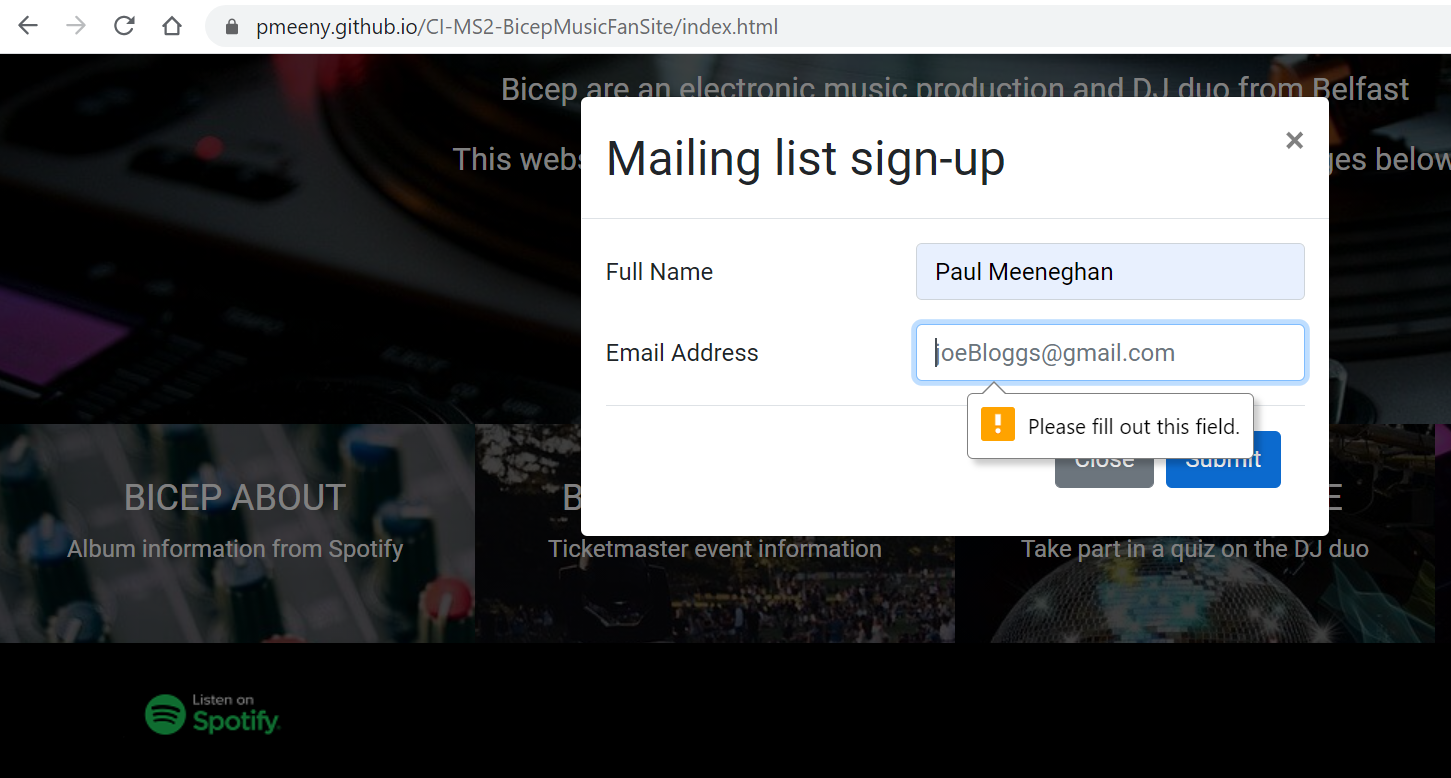 pmeeny.github.io/CI-MS2-BicepMusicFanSite/index.html
Bicep are an electronic music production and DJ duo from Belfast
This webs
ges below
Mailing list sign-up
×
Full Name
Paul Meeneghan
Email Address
joeBloggs@gmail.com
Please fill out this field.
Close
Submit
BICEP ABOUT
B
E
Album information from Spotify
Ticketmaster event information
Take part in a quiz on the DJ duo
Listen on
Spotify